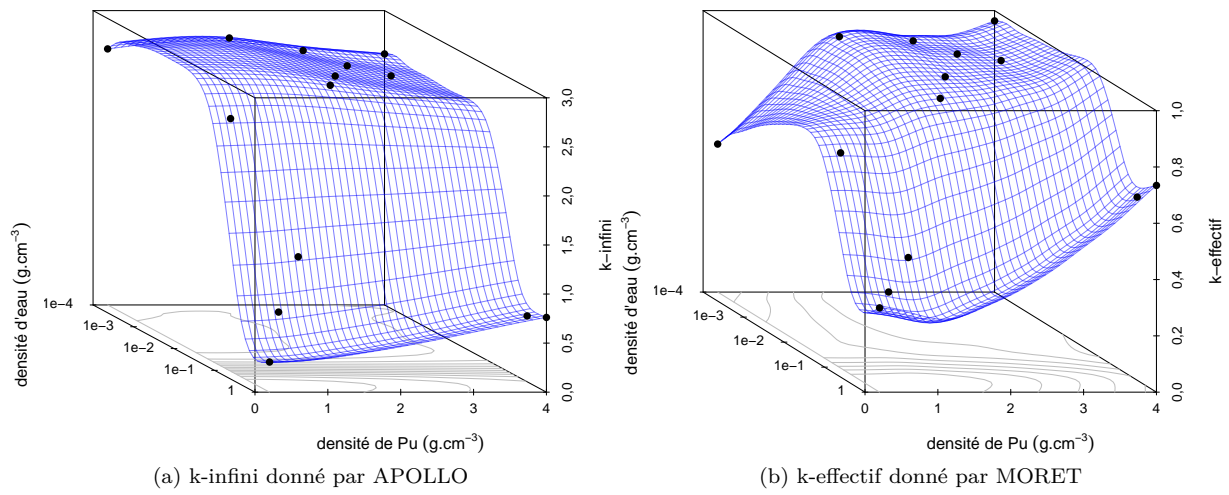 3,0
2,5
2,0
1,5
1,0
0,5
0,0
k−infini
densité d'eau (g.cm−3)
1e−4
1e−3
1e−2
1e−1
1
0
1
2
3
4
densité de Pu (g.cm−3)
(a) k-infini donné par APOLLO
1,0
0,8
0,6
0,4
0,2
0,0
k−effectif
densité d'eau (g.cm−3)
1e−4
1e−3
1e−2
1e−1
1
0
1
2
3
4
densité de Pu (g.cm−3)
(b) k-effectif donné par MORET